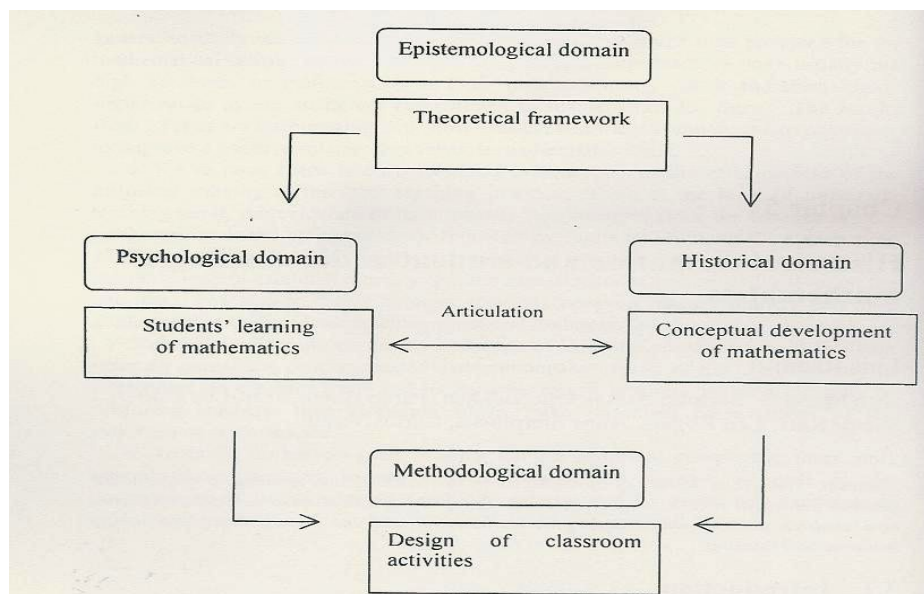 Epistemological domain
Theoretical framework
Psychological domain
Historical domain
Students' learning
of mathematics
Articulation
Conceptual development
of mathematics
Methodological domain
Design of classroom
activities